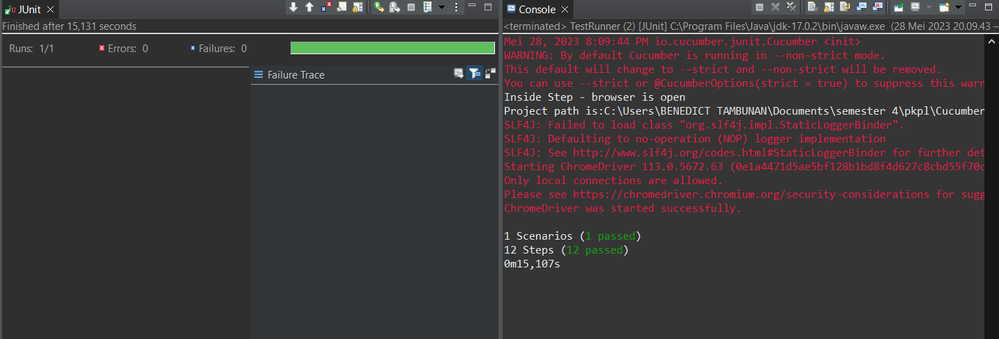 JUnit
Finished after 15,131 seconds
Runs: 1/1
Errors: 0
Failures: 0
Failure Trace
Console
<terminated> TestRunner (2) [JUnit] C:\Program Files\Java\jdk-17.0.2\bin\javaw.exe (28 Mei 2023 20.09.43 –
Mei 28, 2023 8:09:44 PM io.cucumber.junit.Cucumber <init>
WARNING: By default Cucumber is running in --non-strict mode.
This default will change to --strict and --non-strict will be removed.
You can use --strict or @CucumberOptions(strict = true) to suppress this warn
Inside Step - browser is open
Project path is:C:\Users\BENEDICT TAMBUNAN\Documents\semester 4\pkpl\Cucumber
SLF4J: Failed to load class "org.slf4j.impl.StaticLoggerBinder".
SLF4J: Defaulting to no-operation (NOP) logger implementation
SLF4J: See http://www.slf4j.org/codes.html#StaticLoggerBinder for further det
Starting ChromeDriver 113.0.5672.63 (0e1a4471d5ae5bf128b1bd8f4d627c8cbd55f70c
Only local connections are allowed.
Please see https://chromedriver.chromium.org/security-considerations for sugg
ChromeDriver was started successfully.
1 Scenarios (1 passed)
12 Steps (12 passed)
0m15,107s